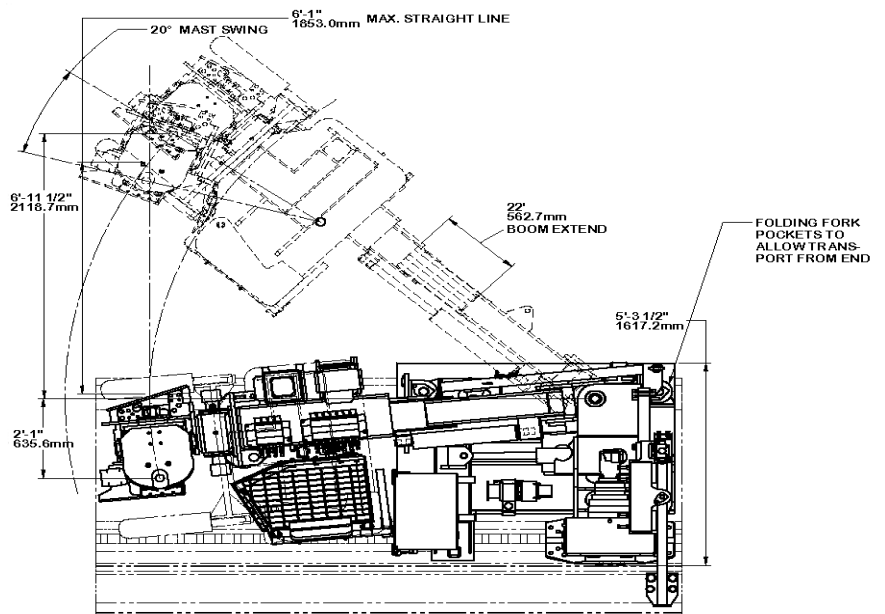 6'-1"
1853.0mm MAX. STRAIGHT LINE
20° MAST SWING
6'-11 1/2"
2118.7mm
22'
562.7mm
BOOM EXTEND
FOLDING FORK
POCKETS TO
ALLOW TRANS-
PORT FROM END
5'-3 1/2"
1617.2mm
2'-1"
635.6mm